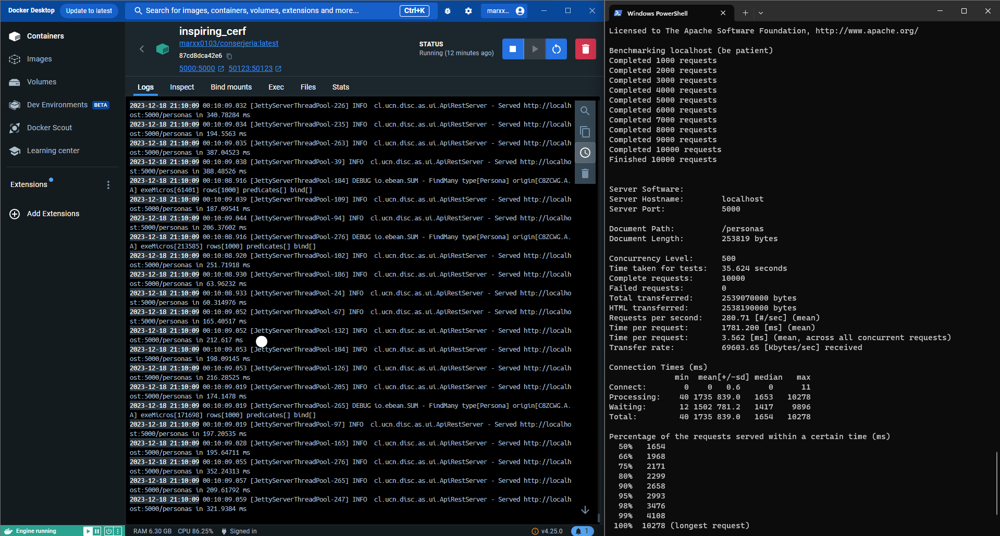 Docker Desktop
Update to latest
Search for images, containers, volumes, extensions and more...
Ctrl+K
marxx...
Containers
Images
Volumes
Dev Environments BETA
Docker Scout
Learning center
Extensions
Add Extensions
inspiring_cerf
marxx0103/conserjeria:latest
87cd8dca42e6
5000:5000 50123:50123
STATUS
Running (12 minutes ago)
Logs Inspect Bind mounts Exec Files Stats
2023-12-18 21:10:09 00:10:09.032 [JettyServerThreadPool-226] INFO  cl.ucn.disc.as.ui.ApiRestServer - Served http://localh
ost:5000/personas in 340.78284 ms
2023-12-18 21:10:09 00:10:09.034 [JettyServerThreadPool-235] INFO  cl.ucn.disc.as.ui.ApiRestServer - Served http://localh
ost:5000/personas in 194.5563 ms
2023-12-18 21:10:09 00:10:09.035 [JettyServerThreadPool-263] INFO  cl.ucn.disc.as.ui.ApiRestServer - Served http://localh
ost:5000/personas in 387.04523 ms
2023-12-18 21:10:09 00:10:09.038 [JettyServerThreadPool-39] INFO  cl.ucn.disc.as.ui.ApiRestServer - Served http://localho
st:5000/personas in 388.48526 ms
2023-12-18 21:10:09 00:10:08.916 [JettyServerThreadPool-184] DEBUG io.ebean.SUM - FindMany type[Persona] origin[C8ZCWG.A.
A] exeMicros[61401] rows[1000] predicates[] bind[]
2023-12-18 21:10:09 00:10:09.039 [JettyServerThreadPool-109] INFO  cl.ucn.disc.as.ui.ApiRestServer - Served http://localh
ost:5000/personas in 187.09541 ms
2023-12-18 21:10:09 00:10:09.044 [JettyServerThreadPool-94] INFO  cl.ucn.disc.as.ui.ApiRestServer - Served http://localho
st:5000/personas in 206.37602 ms
2023-12-18 21:10:09 00:10:08.916 [JettyServerThreadPool-276] DEBUG io.ebean.SUM - FindMany type[Persona] origin[C8ZCWG.A.
A] exeMicros[213585] rows[1000] predicates[] bind[]
2023-12-18 21:10:09 00:10:08.920 [JettyServerThreadPool-102] INFO  cl.ucn.disc.as.ui.ApiRestServer - Served http://localh
ost:5000/personas in 251.71918 ms
2023-12-18 21:10:09 00:10:08.930 [JettyServerThreadPool-186] INFO  cl.ucn.disc.as.ui.ApiRestServer - Served http://localh
ost:5000/personas in 63.96232 ms
2023-12-18 21:10:09 00:10:08.933 [JettyServerThreadPool-24] INFO  cl.ucn.disc.as.ui.ApiRestServer - Served http://localho
st:5000/personas in 60.314976 ms
2023-12-18 21:10:09 00:10:09.052 [JettyServerThreadPool-67] INFO  cl.ucn.disc.as.ui.ApiRestServer - Served http://localho
st:5000/personas in 165.40517 ms
2023-12-18 21:10:09 00:10:09.052 [JettyServerThreadPool-132] INFO  cl.ucn.disc.as.ui.ApiRestServer - Served http://localh
ost:5000/personas in 212.617 ms
2023-12-18 21:10:09 00:10:09.053 [JettyServerThreadPool-184] INFO  cl.ucn.disc.as.ui.ApiRestServer - Served http://localh
ost:5000/personas in 198.09145 ms
2023-12-18 21:10:09 00:10:09.053 [JettyServerThreadPool-126] INFO  cl.ucn.disc.as.ui.ApiRestServer - Served http://localh
ost:5000/personas in 216.28525 ms
2023-12-18 21:10:09 00:10:09.019 [JettyServerThreadPool-205] INFO  cl.ucn.disc.as.ui.ApiRestServer - Served http://localh
ost:5000/personas in 174.1478 ms
2023-12-18 21:10:09 00:10:09.019 [JettyServerThreadPool-265] DEBUG io.ebean.SUM - FindMany type[Persona] origin[C8ZCWG.A.
A] exeMicros[171698] rows[1000] predicates[] bind[]
2023-12-18 21:10:09 00:10:09.019 [JettyServerThreadPool-97] INFO  cl.ucn.disc.as.ui.ApiRestServer - Served http://localho
st:5000/personas in 197.20535 ms
2023-12-18 21:10:09 00:10:09.028 [JettyServerThreadPool-165] INFO  cl.ucn.disc.as.ui.ApiRestServer - Served http://localh
ost:5000/personas in 195.64711 ms
2023-12-18 21:10:09 00:10:09.055 [JettyServerThreadPool-276] INFO  cl.ucn.disc.as.ui.ApiRestServer - Served http://localh
ost:5000/personas in 352.24313 ms
2023-12-18 21:10:09 00:10:09.057 [JettyServerThreadPool-265] INFO  cl.ucn.disc.as.ui.ApiRestServer - Served http://localh
ost:5000/personas in 209.61792 ms
2023-12-18 21:10:09 00:10:09.059 [JettyServerThreadPool-247] INFO  cl.ucn.disc.as.ui.ApiRestServer - Served http://localh
ost:5000/personas in 321.9384 ms
Engine running
RAM 6.30 GB CPU 86.25% Signed in
v4.25.0
1
Windows PowerShell
Licensed to The Apache Software Foundation, http://www.apache.org/
Benchmarking localhost (be patient)
Completed 1000 requests
Completed 2000 requests
Completed 3000 requests
Completed 4000 requests
Completed 5000 requests
Completed 6000 requests
Completed 7000 requests
Completed 8000 requests
Completed 9000 requests
Completed 10000 requests
Finished 10000 requests
Server Software:
Server Hostname: localhost
Server Port: 5000
Document Path: /personas
Document Length: 253819 bytes
Concurrency Level: 500
Time taken for tests: 35.624 seconds
Complete requests: 10000
Failed requests: 0
Total transferred: 2539070000 bytes
HTML transferred: 2538190000 bytes
Requests per second: 280.71 [#/sec] (mean)
Time per request: 1781.200 [ms] (mean)
Time per request: 3.562 [ms] (mean, across all concurrent requests)
Transfer rate: 69603.65 [Kbytes/sec] received
Connection Times (ms)
min mean[+/-sd] median max
Connect: 0 0 0.6 0 11
Processing: 40 1735 839.0 1653 10278
Waiting: 12 1502 781.2 1417 9896
Total: 40 1735 839.0 1654 10278
Percentage of the requests served within a certain time (ms)
50% 1654
66% 1968
75% 2171
80% 2299
90% 2658
95% 2993
98% 3476
99% 4108
100% 10278 (longest request)